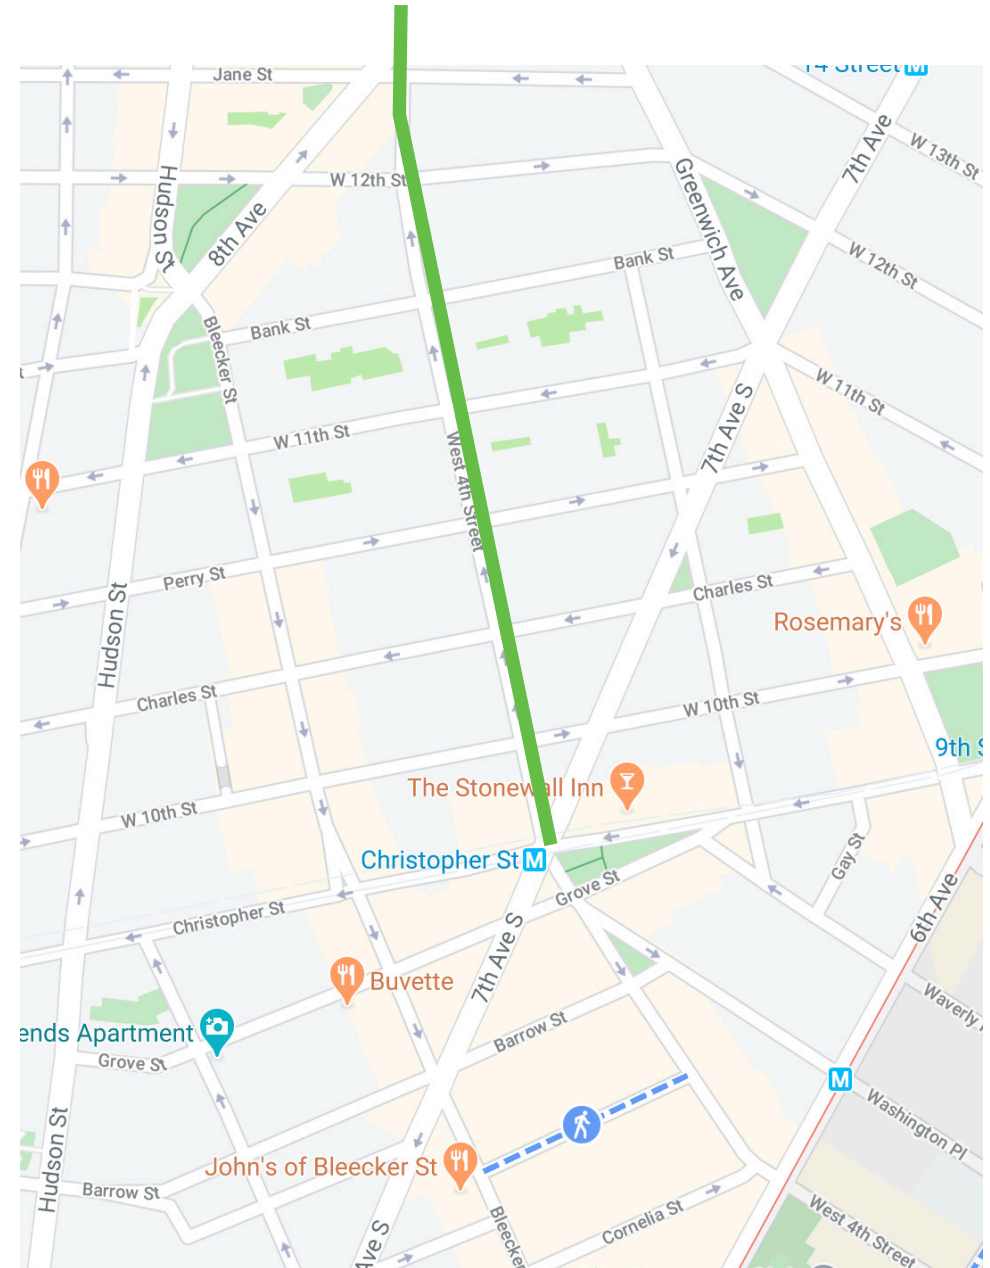 14 Street M
Jane St
7th Ave
W 13th St
Hudson St
W 12th St
Greenwich Ave
8th Ave
W 12th St
Bank St
Bleecker St
Bank St
W 11th St
7th Ave S
W 11th St
West 4th Street
Perry St
Hudson St
Charles St
Rosemary's
Charles St
W 10th St
9th S
The Stonewall Inn
W 10th St
Christopher St M
Gay St
Grove St
Christopher St
6th Ave
7th Ave S
Buvette
Waverly
ends Apartment
Barrow St
Grove St
M
Washington Pl
Hudson St
John's of Bleecker St
Barrow St
West 4th Street
Cornelia St
Bleecker
Ave S